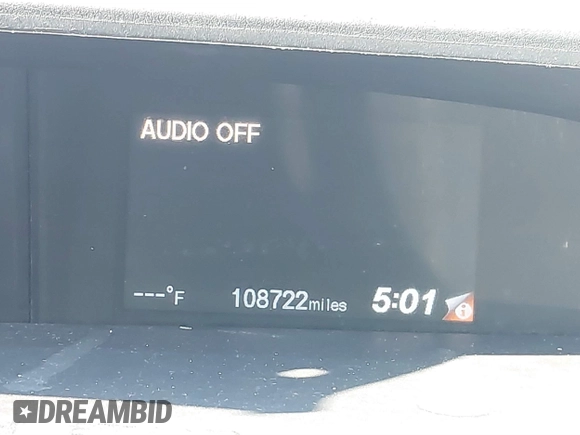 AUDIO OFF
---°F 108722miles 5:01 i
DREAMBID